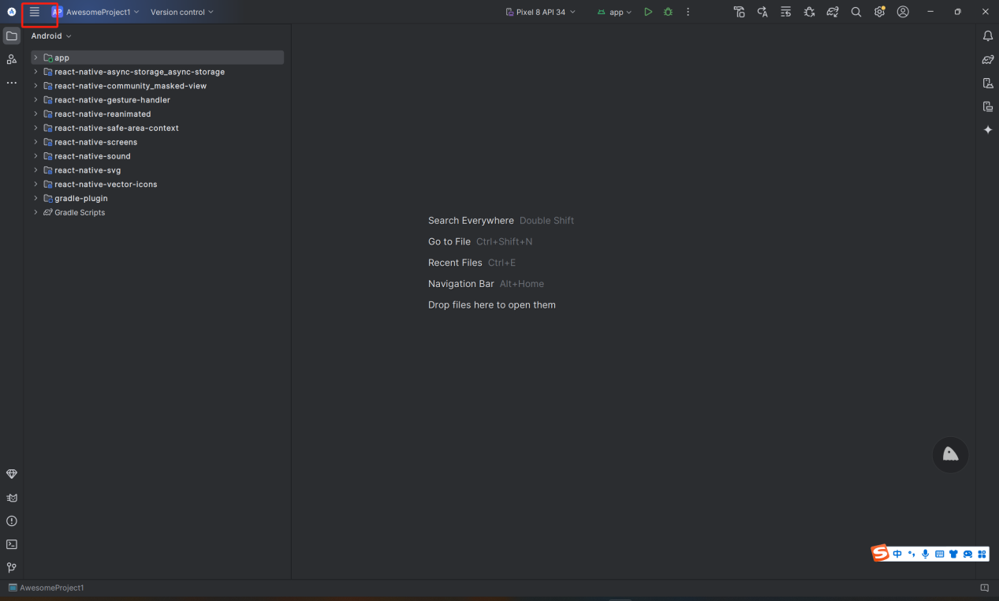 AP AwesomeProject1 Version control Pixel 8 API 34 app
Android
app
react-native-async-storage_async-storage
react-native-community_masked-view
react-native-gesture-handler
react-native-reanimated
react-native-safe-area-context
react-native-screens
react-native-sound
react-native-svg
react-native-vector-icons
gradle-plugin
Gradle Scripts
Search Everywhere Double Shift
Go to File Ctrl+Shift+N
Recent Files Ctrl+E
Navigation Bar Alt+Home
Drop files here to open them
中
AwesomeProject1